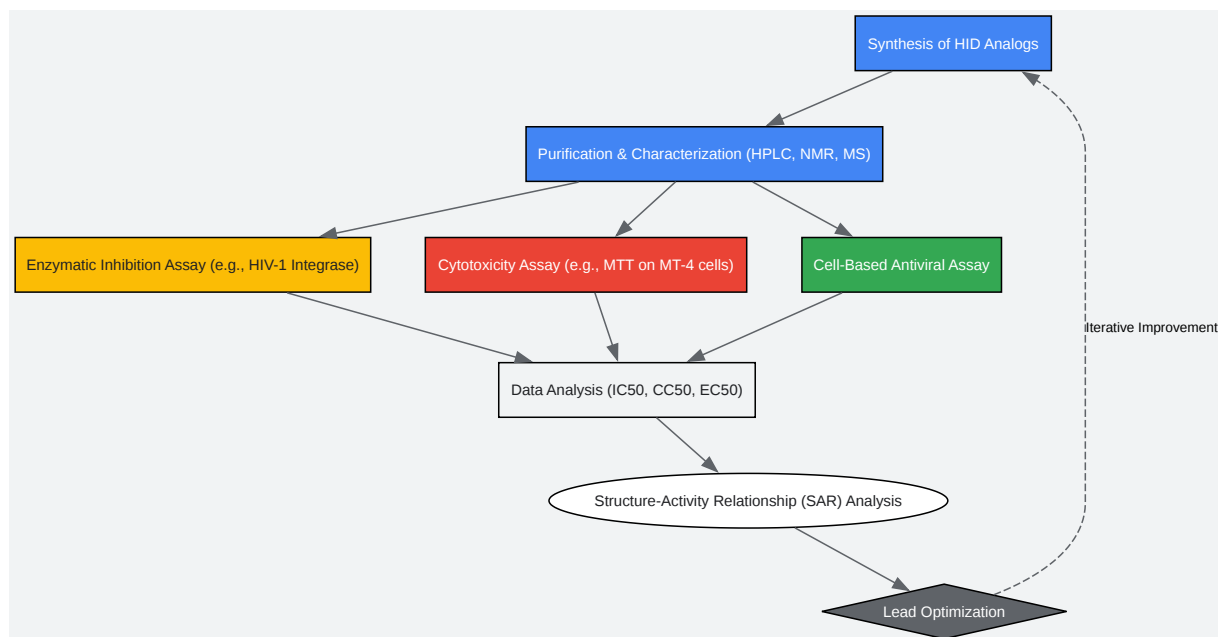 Synthesis of HID Analogs
Purification & Characterization (HPLC, NMR, MS)
Enzymatic Inhibition Assay (e.g., HIV-1 Integrase)
Cytotoxicity Assay (e.g., MTT on MT-4 cells)
Cell-Based Antiviral Assay
Iterative Improvement
Data Analysis (IC50, CC50, EC50)
Structure-Activity Relationship (SAR) Analysis
Lead Optimization